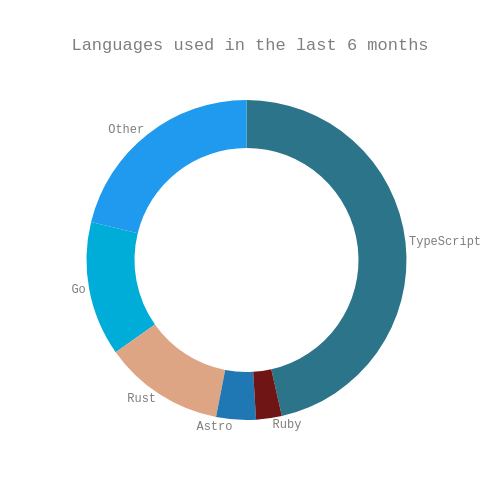 Languages used in the last 6 months
Other
TypeScript
Go
Rust
Astro
Ruby